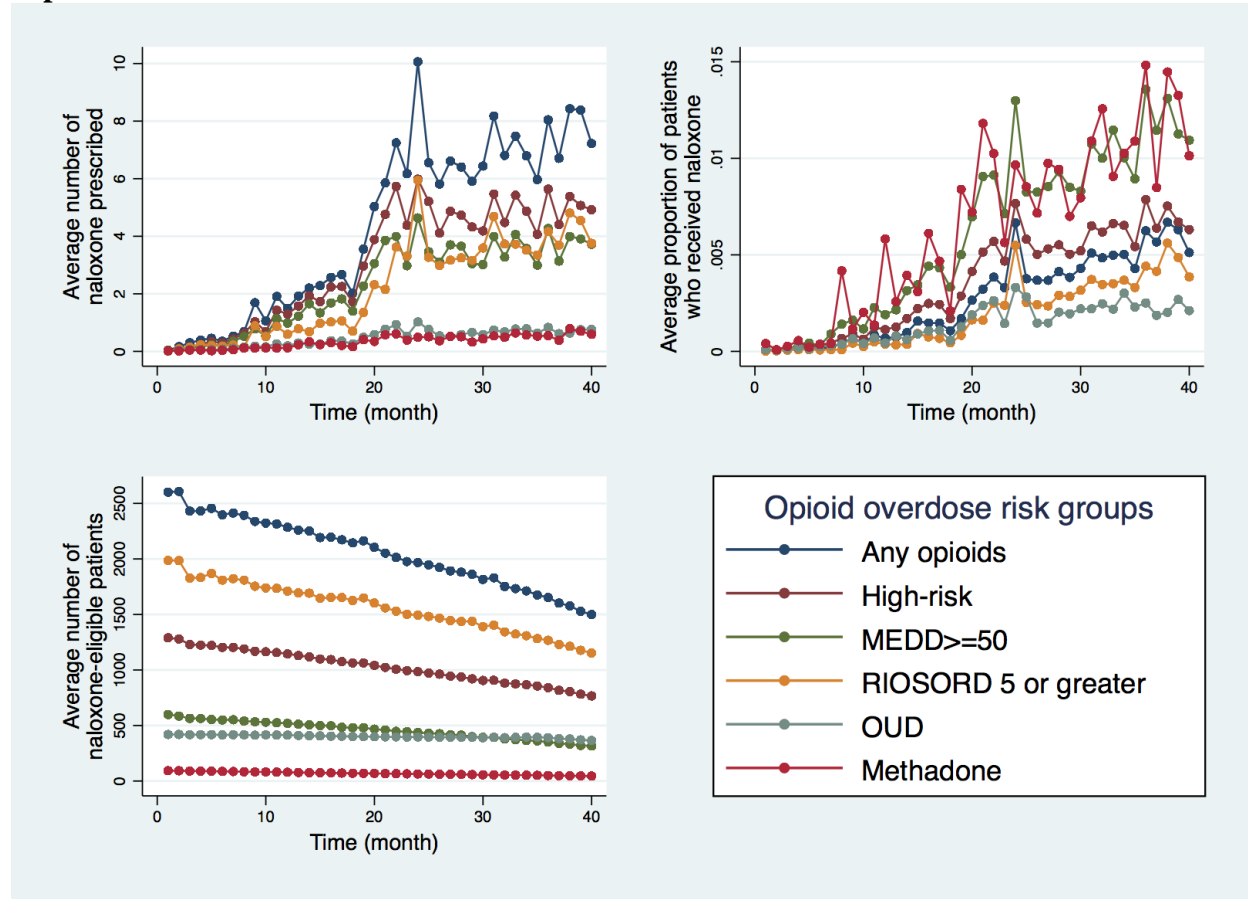 10
8
6
4
2
0
Average number of
naloxone prescribed
0 10 20 30 40
Time (month)
.015
.01
.005
0
Average proportion of patients
who received naloxone
0 10 20 30 40
Time (month)
2500
2000
1500
1000
500
0
Average number of
naloxone-eligible patients
0 10 20 30 40
Time (month)
Opioid overdose risk groups
Any opioids
High-risk
MEDD>=50
RIOSORD 5 or greater
OUD
Methadone